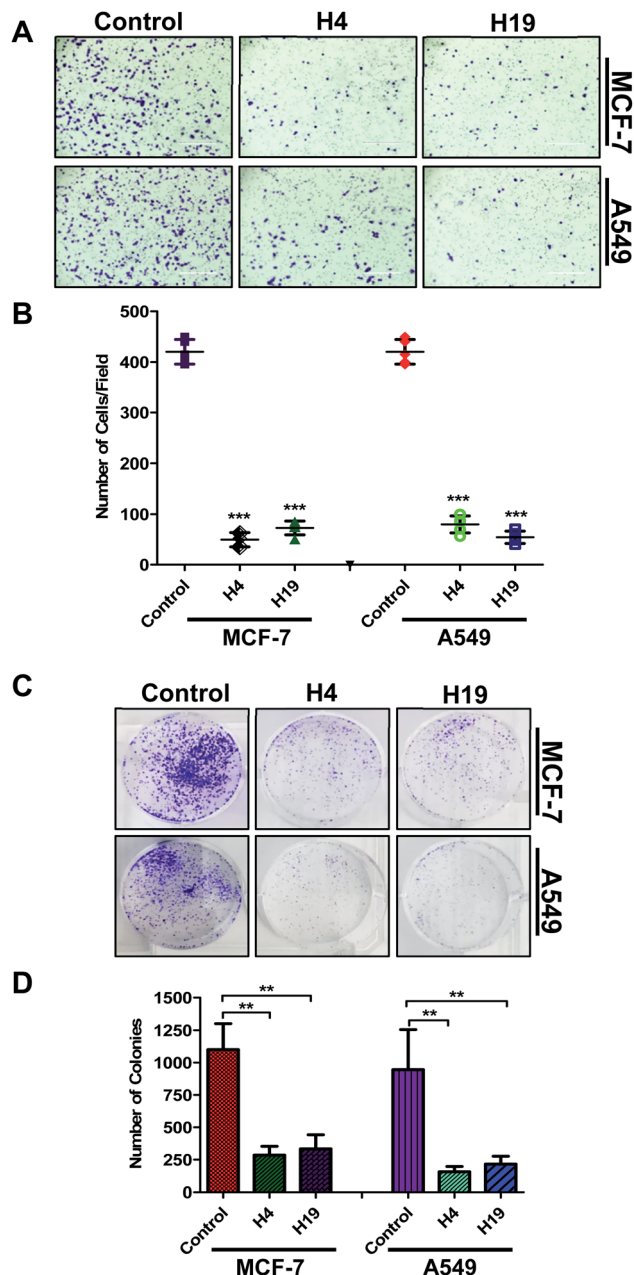 A
Control H4 H19
MCF-7
A549
B
Number of Cells/Field
500
400
300
200
100
0
*** *** *** ***
Control H4 H19 Control H4 H19
MCF-7 A549
C
Control H4 H19
MCF-7
A549
D
Number of Colonies
1500
1250
1000
750
500
250
0
** **
** **
Control H4 H19 Control H4 H19
MCF-7 A549